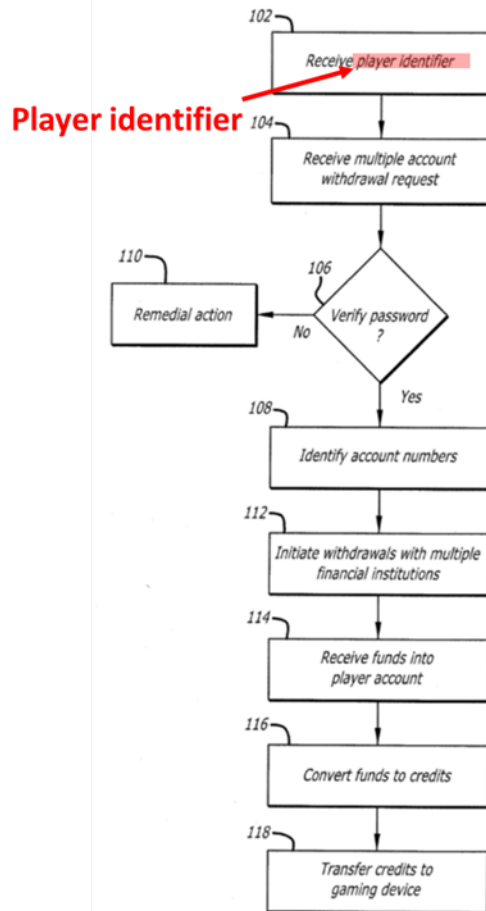 102
Receive player identifier
Player identifier
104
Receive multiple account
withdrawal request
110
106
Remedial action
No
Verify password
?
Yes
108
Identify account numbers
112
Initiate withdrawals with multiple
financial institutions
114
Receive funds into
player account
116
Convert funds to credits
118
Transfer credits to
gaming device